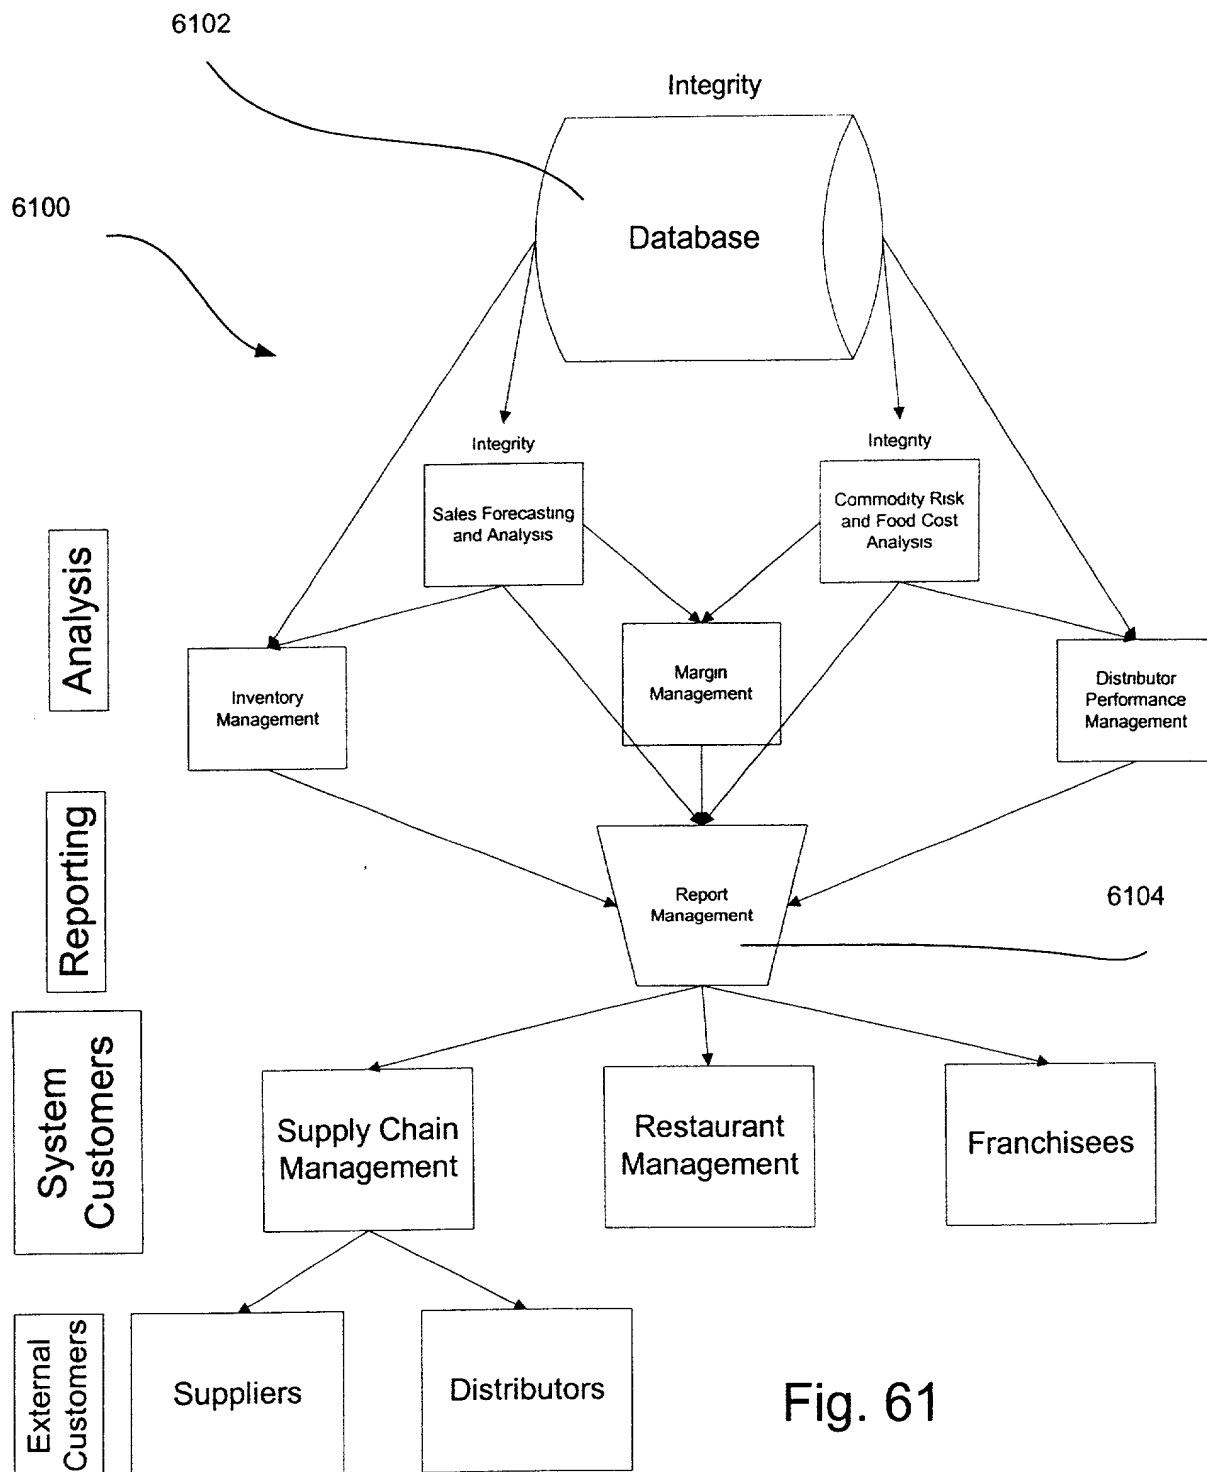 6102
Integrity
6100
Database
Integrity
Integrity
Sales Forecasting
and Analysis
Commodity Risk
and Food Cost
Analysis
Analysis
Inventory
Management
Margin
Management
Distributor
Performance
Management
Reporting
Report
Management
6104
System
Customers
Supply Chain
Management
Restaurant
Management
Franchisees
External
Customers
Suppliers
Distributors
Fig. 61